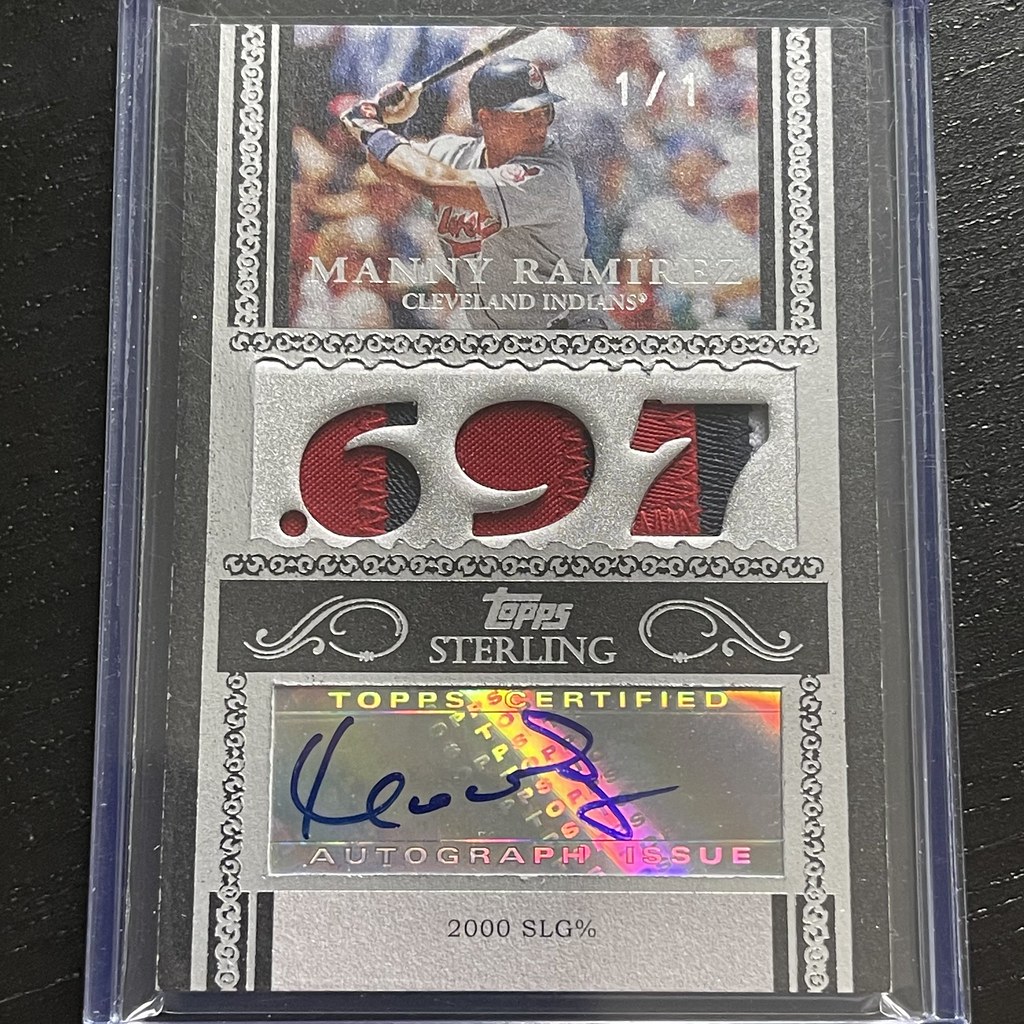 1/1
MANNY RAMIREZ
CLEVELAND INDIANS®
.697
topps
STERLING
TOPPS CERTIFIED
AUTOGRAPH ISSUE
2000 SLG%